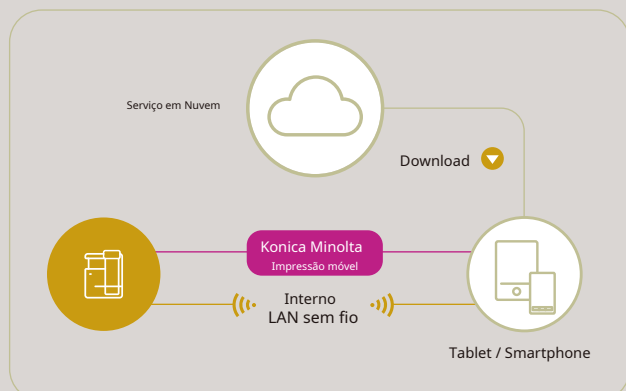 Serviço em Nuvem
Download
Konica Minolta
Impressão móvel
Interno
LAN sem fio
Tablet / Smartphone